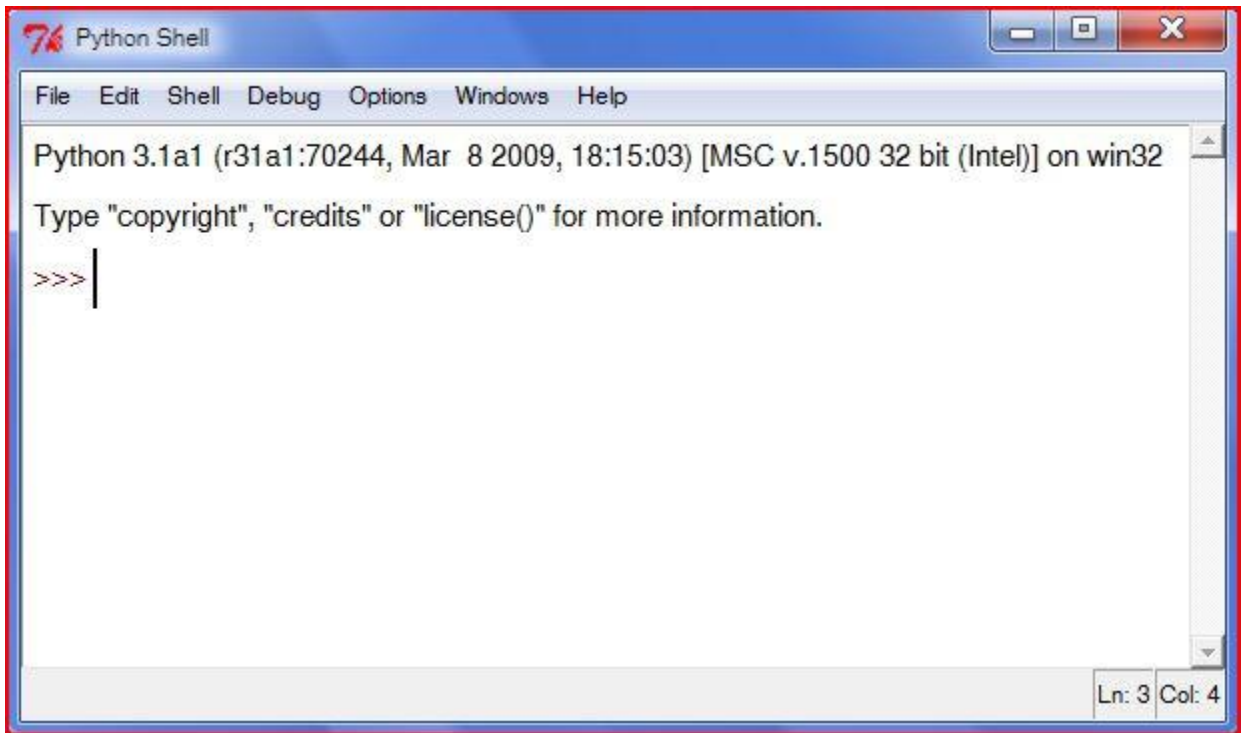 Python Shell
File Edit Shell Debug Options Windows Help
Python 3.1a1 (r31a1:70244, Mar  8 2009, 18:15:03) [MSC v.1500 32 bit (Intel)] on win32
Type "copyright", "credits" or "license()" for more information.
>>>
Ln: 3 Col: 4